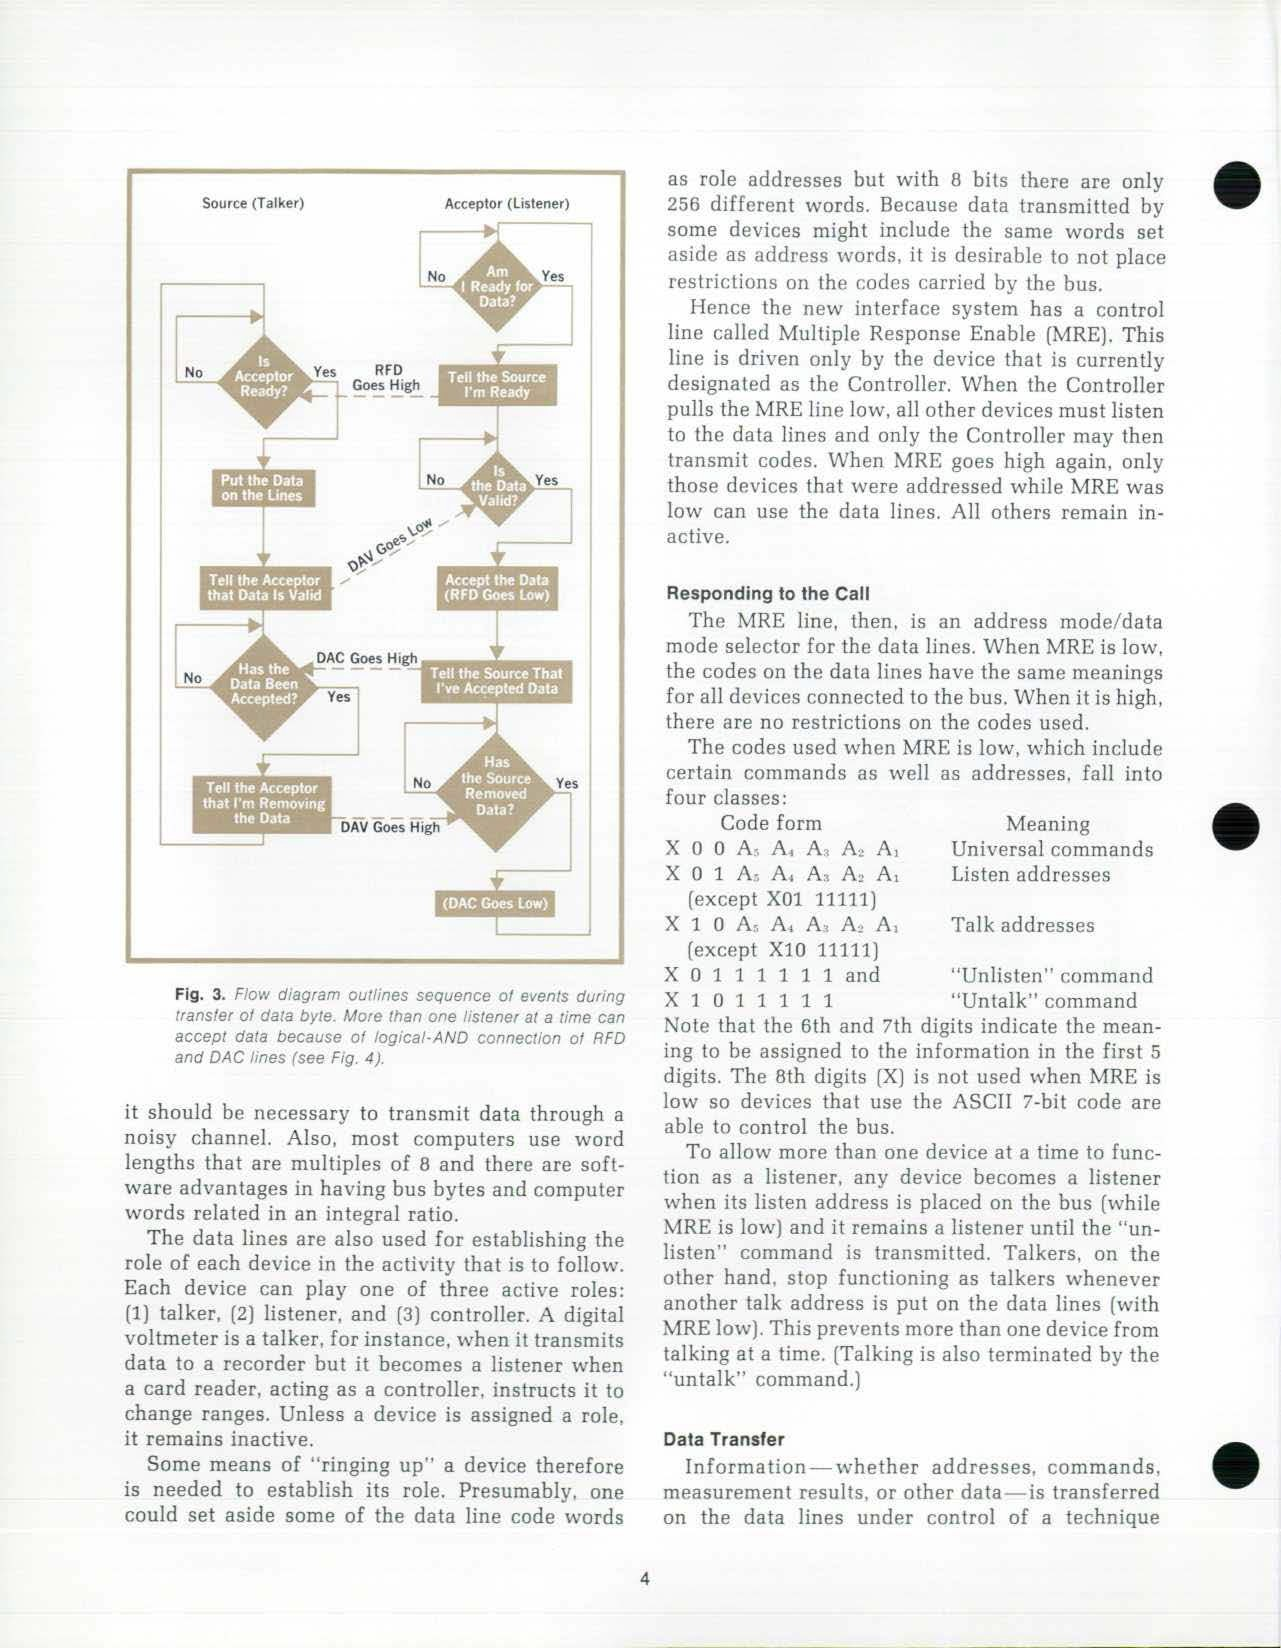 Source (Talker)
Acceptor (Listener)
Am
I Ready for
Data?
No
Yes
Is
Acceptor
Ready?
No
Yes
RFD
Goes High
Tell the Source
I'm Ready
Put the Data
on the Lines
Is
the Data
Valid?
No
Yes
DAV Goes Low
Tell the Acceptor
that Data Is Valid
Accept the Data
(RFD Goes Low)
Has the
Data Been
Accepted?
No
Yes
DAC Goes High
Tell the Source That
I've Accepted Data
Tell the Acceptor
that I'm Removing
the Data
Has
the Source
Removed
Data?
No
Yes
DAV Goes High
(DAC Goes Low)
Fig. 3. Flow diagram outlines sequence of events during
transfer of data byte. More than one listener at a time can
accept data because of logical-AND connection of RFD
and DAC lines (see Fig. 4).
it should be necessary to transmit data through a
noisy channel. Also, most computers use word
lengths that are multiples of 8 and there are soft-
ware advantages in having bus bytes and computer
words related in an integral ratio.
The data lines are also used for establishing the
role of each device in the activity that is to follow.
Each device can play one of three active roles:
(1) talker, (2) listener, and (3) controller. A digital
voltmeter is a talker, for instance, when it transmits
data to a recorder but it becomes a listener when
a card reader, acting as a controller, instructs it to
change ranges. Unless a device is assigned a role,
it remains inactive.
Some means of “ringing up” a device therefore
is needed to establish its role. Presumably, one
could set aside some of the data line code words
as role addresses but with 8 bits there are only
256 different words. Because data transmitted by
some devices might include the same words set
aside as address words, it is desirable to not place
restrictions on the codes carried by the bus.
Hence the new interface system has a control
line called Multiple Response Enable (MRE). This
line is driven only by the device that is currently
designated as the Controller. When the Controller
pulls the MRE line low, all other devices must listen
to the data lines and only the Controller may then
transmit codes. When MRE goes high again, only
those devices that were addressed while MRE was
low can use the data lines. All others remain in-
active.
Responding to the Call
The MRE line, then, is an address mode/data
mode selector for the data lines. When MRE is low,
the codes on the data lines have the same meanings
for all devices connected to the bus. When it is high,
there are no restrictions on the codes used.
The codes used when MRE is low, which include
certain commands as well as addresses, fall into
four classes:
Code form Meaning
X 0 0 A₅ A₄ A₃ A₂ A₁ Universal commands
X 0 1 A₅ A₄ A₃ A₂ A₁ Listen addresses
(except X01 11111)
X 1 0 A₅ A₄ A₃ A₂ A₁ Talk addresses
(except X10 11111)
X 0 1 1 1 1 1 1 and “Unlisten” command
X 1 0 1 1 1 1 1 “Untalk” command
Note that the 6th and 7th digits indicate the mean-
ing to be assigned to the information in the first 5
digits. The 8th digits (X) is not used when MRE is
low so devices that use the ASCII 7-bit code are
able to control the bus.
To allow more than one device at a time to func-
tion as a listener, any device becomes a listener
when its listen address is placed on the bus (while
MRE is low) and it remains a listener until the “un-
listen” command is transmitted. Talkers, on the
other hand, stop functioning as talkers whenever
another talk address is put on the data lines (with
MRE low). This prevents more than one device from
talking at a time. (Talking is also terminated by the
“untalk” command.)
Data Transfer
Information—whether addresses, commands,
measurement results, or other data—is transferred
on the data lines under control of a technique
4